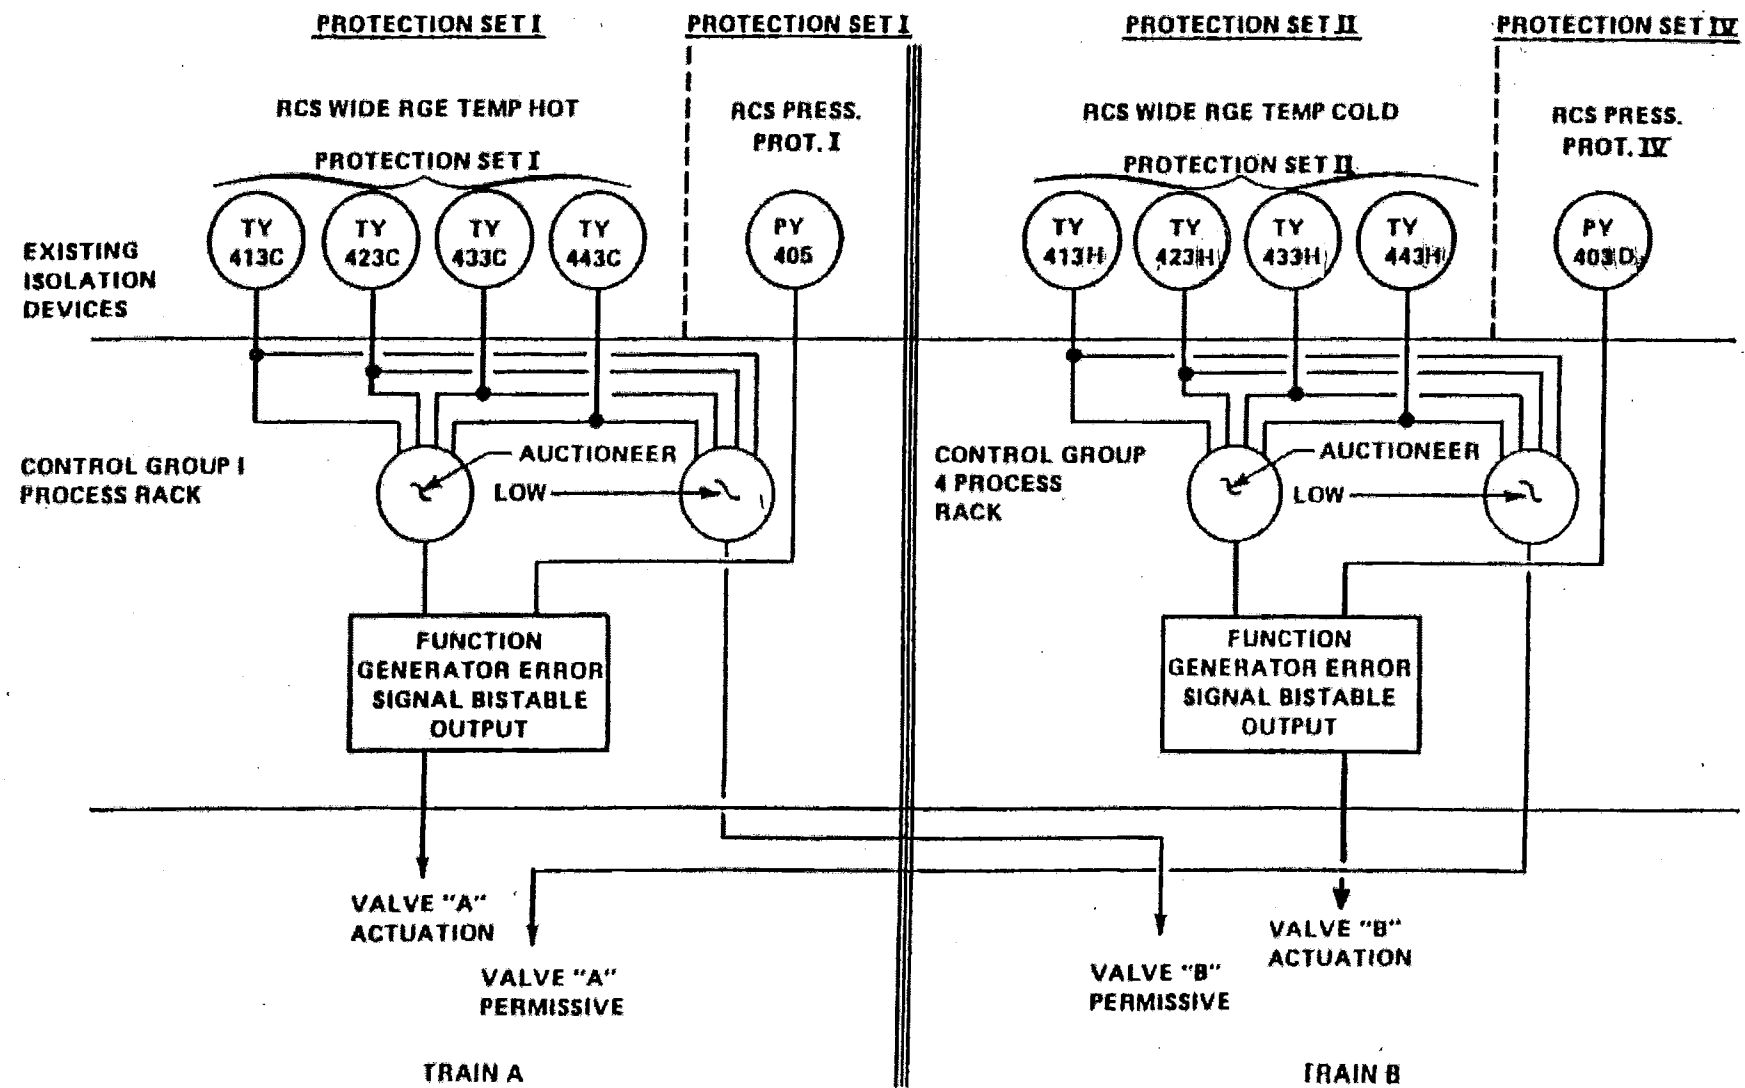 PROTECTION SET I
PROTECTION SET I
PROTECTION SET II
PROTECTION SET IV
RCS WIDE RGE TEMP HOT
RCS PRESS.
PROT. I
RCS WIDE RGE TEMP COLD
RCS PRESS.
PROT. IV
PROTECTION SET I
PROTECTION SET II
EXISTING
ISOLATION
DEVICES
TY
413C
TY
423C
TY
433C
TY
443C
PY
405
TY
413H
TY
423H
TY
433H
TY
443H
PY
403D
CONTROL GROUP I
PROCESS RACK
AUCTIONEER
LOW
CONTROL GROUP
4 PROCESS
RACK
AUCTIONEER
LOW
FUNCTION
GENERATOR ERROR
SIGNAL BISTABLE
OUTPUT
FUNCTION
GENERATOR ERROR
SIGNAL BISTABLE
OUTPUT
VALVE "A"
ACTUATION
VALVE "A"
PERMISSIVE
VALVE "B"
PERMISSIVE
VALVE "B"
ACTUATION
TRAIN A
TRAIN B